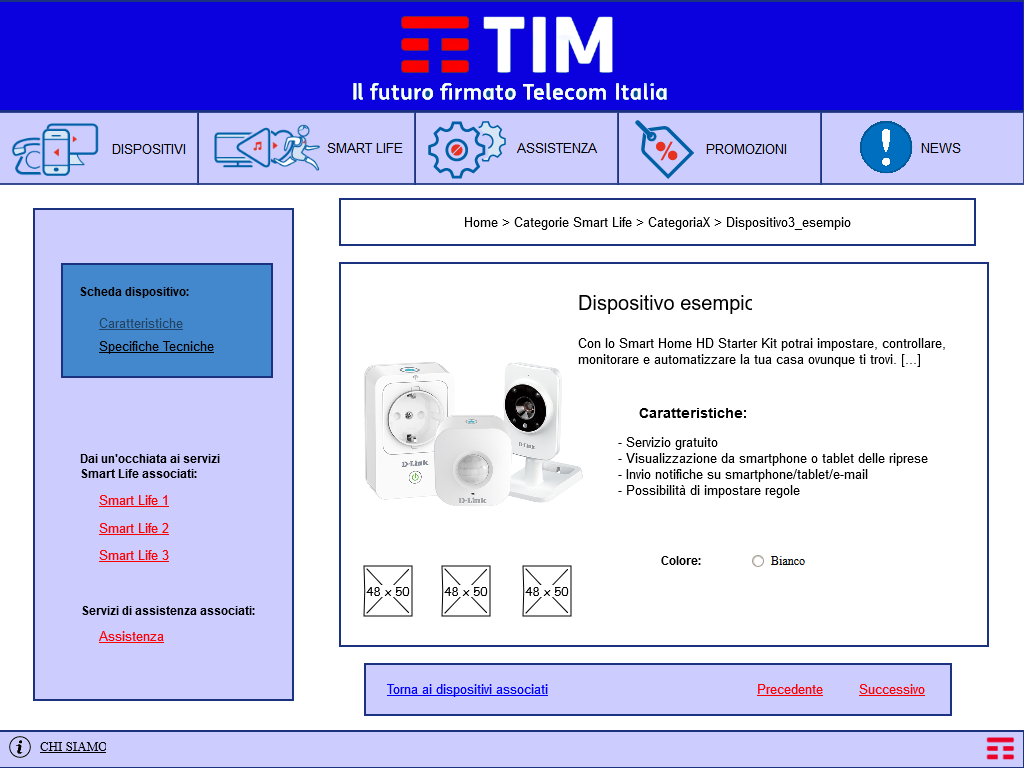 TIM
Il futuro firmato Telecom Italia
DISPOSITIVI
SMART LIFE
ASSISTENZA
PROMOZIONI
NEWS
Home > Categorie Smart Life > CategoriaX > Dispositivo3_esempio
Scheda dispositivo:
Caratteristiche
Specifiche Tecniche
Dai un'occhiata ai servizi
Smart Life associati:
Smart Life 1
Smart Life 2
Smart Life 3
Servizi di assistenza associati:
Assistenza
Dispositivo esempio
Con lo Smart Home HD Starter Kit potrai impostare, controllare,
monitorare e automatizzare la tua casa ovunque ti trovi. [...]
D-Link
D-Link
D-Link
Caratteristiche:
- Servizio gratuito
- Visualizzazione da smartphone o tablet delle riprese
- Invio notifiche su smartphone/tablet/e-mail
- Possibilità di impostare regole
Colore:
Bianco
48 x 50
48 x 50
48 x 50
Torna ai dispositivi associati
Precedente
Successivo
CHI SIAMO